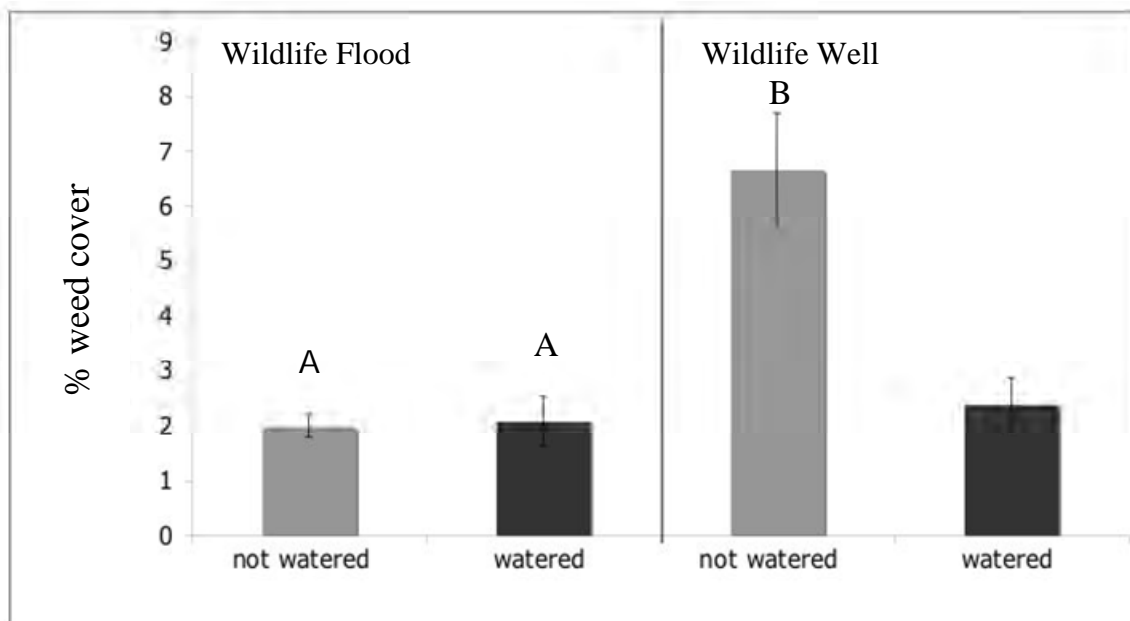 Wildlife Flood
Wildlife Well
% weed cover
9
8
7
6
5
4
3
2
1
0
A
A
B
not watered
watered
not watered
watered